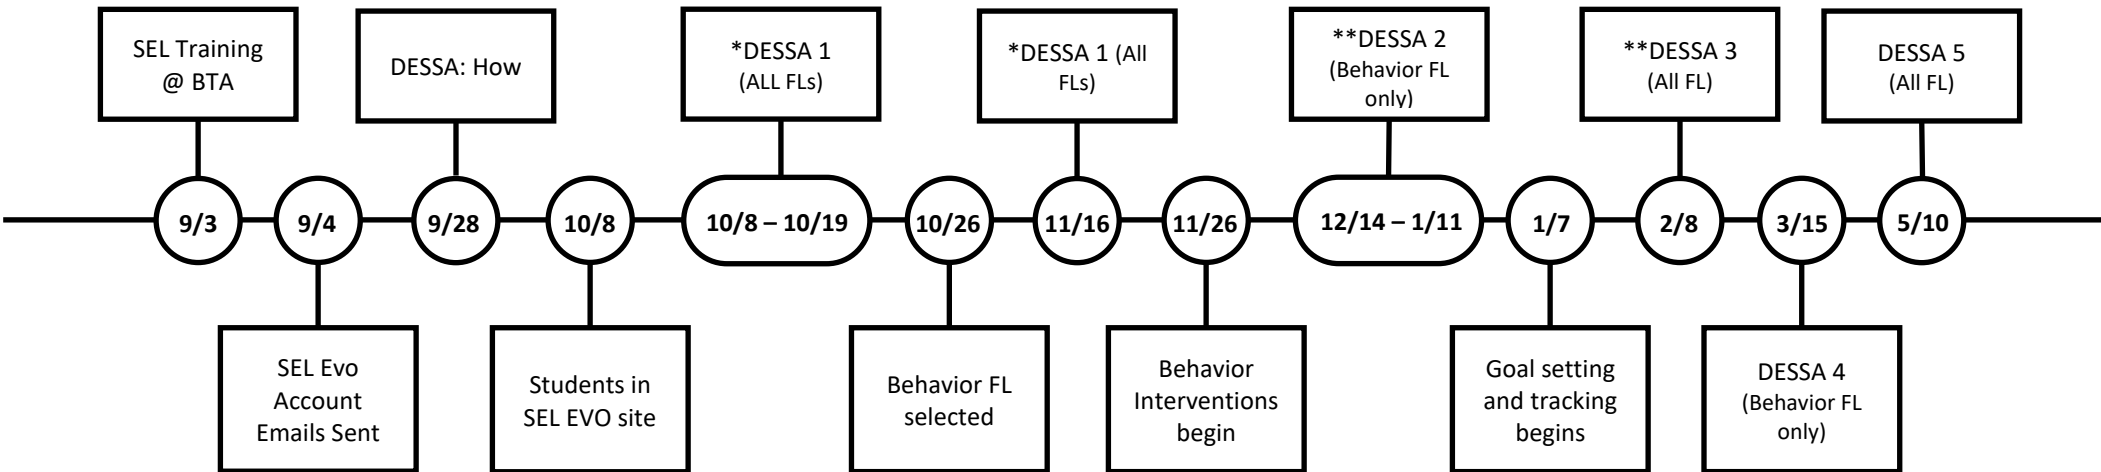 SEL Training
@ BTA
DESSA: How
*DESSA 1
(ALL FLs)
*DESSA 1 (All
FLs)
**DESSA 2
(Behavior FL
only)
**DESSA 3
(All FL)
DESSA 5
(All FL)
9/3
9/4
9/28
10/8
10/8 – 10/19
10/26
11/16
11/26
12/14 – 1/11
1/7
2/8
3/15
5/10
SEL Evo
Account
Emails Sent
Students in
SEL EVO site
Behavior FL
selected
Behavior
Interventions
begin
Goal setting
and tracking
begins
DESSA 4
(Behavior FL
only)